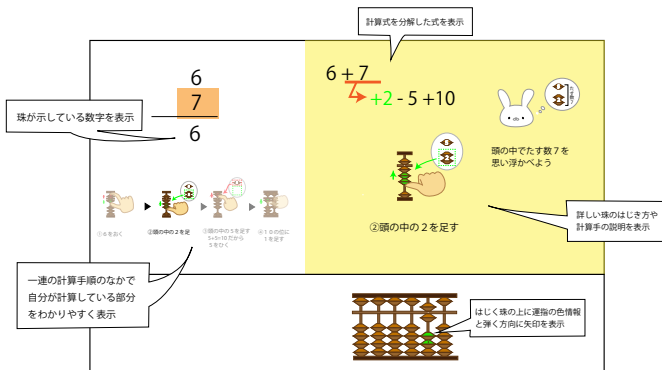 計算式を分解した式を表示
6
7
6
珠が示している数字を表示
6 + 7
+2 - 5 +10
たす数7
頭の中でたす数７を
思い浮かべよう
②頭の中の２を足す
詳しい珠のはじき方や
計算手の説明を表示
①６をおく
②頭の中の２を足
③頭の中の５を足す
5+5=10だから
５をひく
④１０の位に
１を足す
一連の計算手順のなかで
自分が計算している部分
をわかりやすく表示
はじく珠の上に運指の色情報
と弾く方向に矢印を表示